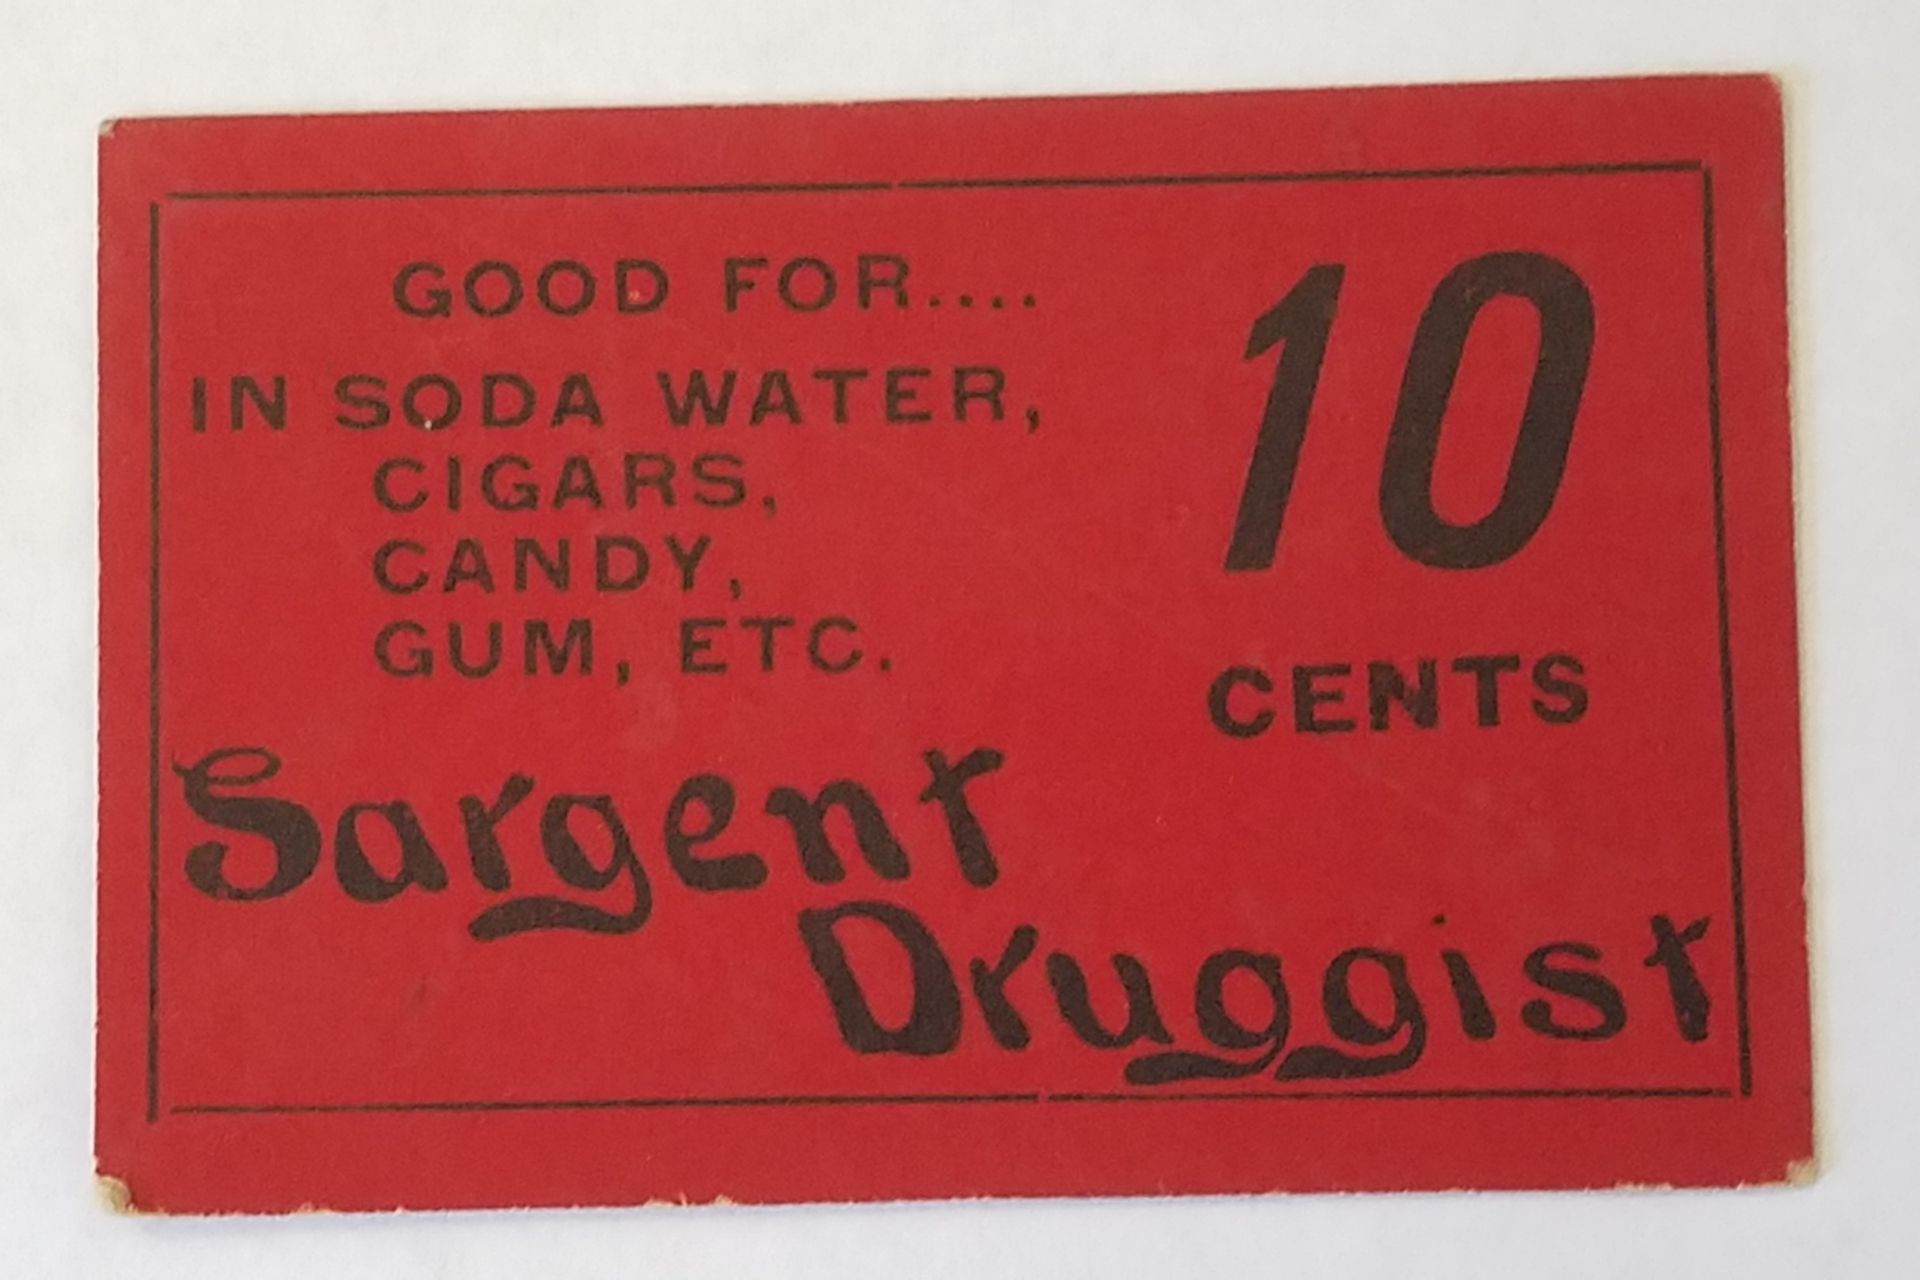 GOOD FOR....
10
IN SODA WATER,
CIGARS,
CANDY,
GUM, ETC.
CENTS
Sargent
Druggist